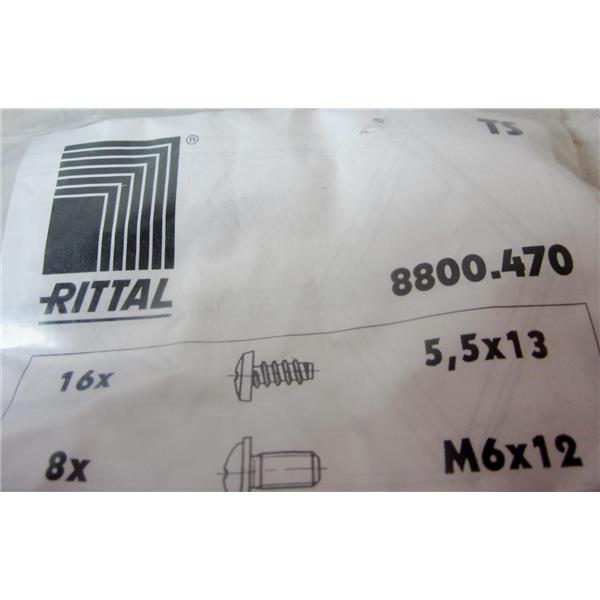 ®
TS
RITTAL
8800.470
16x 5,5x13
8x M6x12